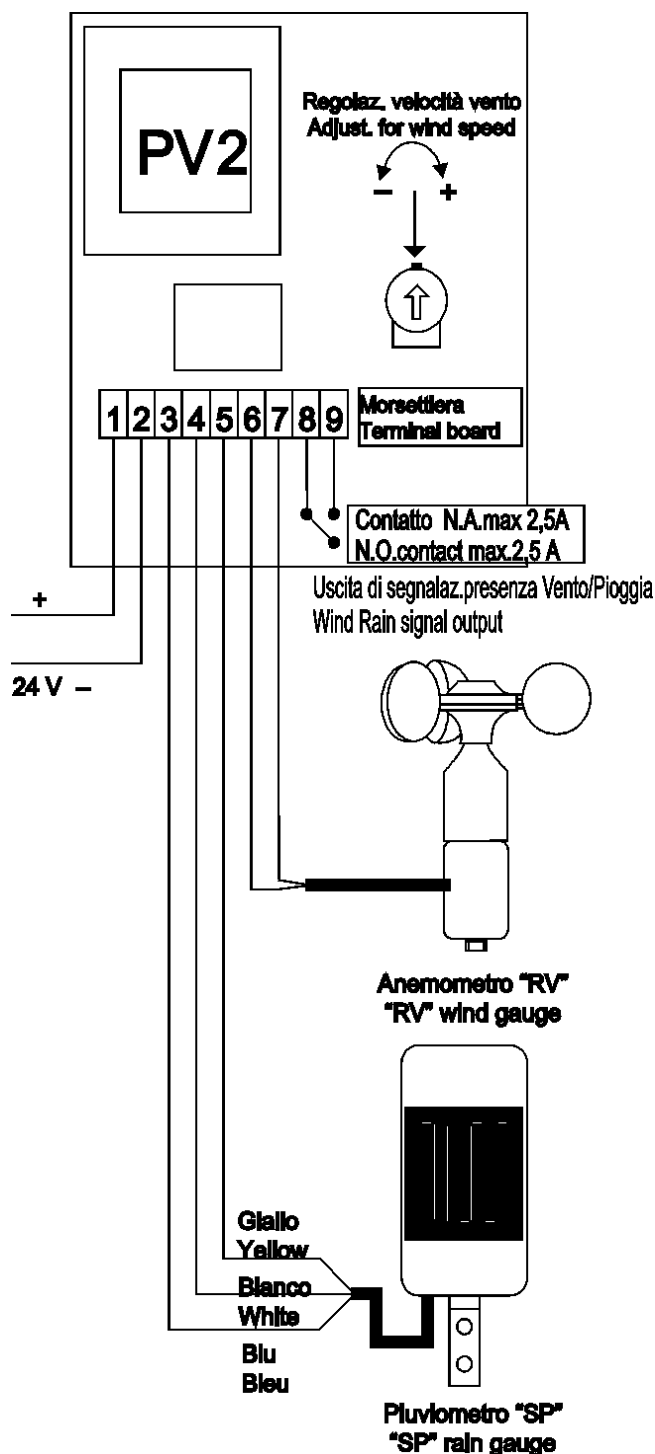 PV2
Regolaz. velocità vento
Adjust. for wind speed
– +
1 2 3 4 5 6 7 8 9
Morsettiera
Terminal board
Contatto N.A.max 2,5A
N.O.contact max.2,5 A
Uscita di segnalaz.presenza Vento/Pioggia
Wind Rain signal output
+
24 V –
Anemometro “RV”
“RV” wind gauge
Giallo
Yellow
Bianco
White
Blu
Bleu
Pluviometro “SP”
“SP” rain gauge